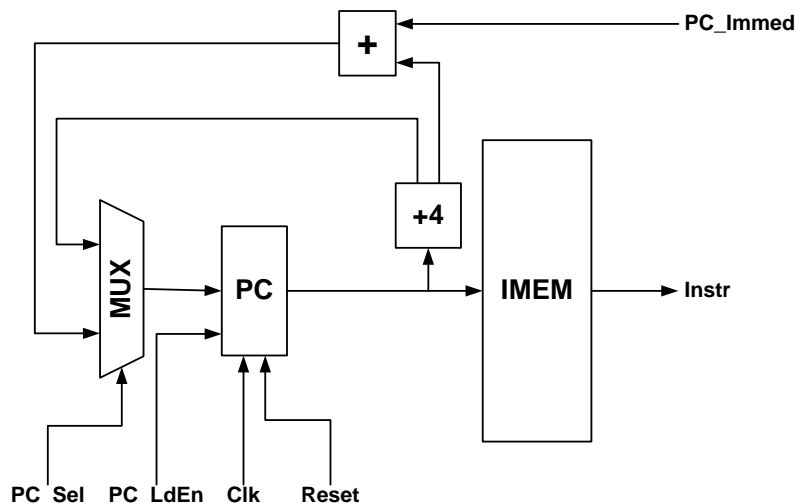 +
PC_Immed
+4
MUX
PC
IMEM
Instr
PC_Sel
PC_LdEn
Clk
Reset